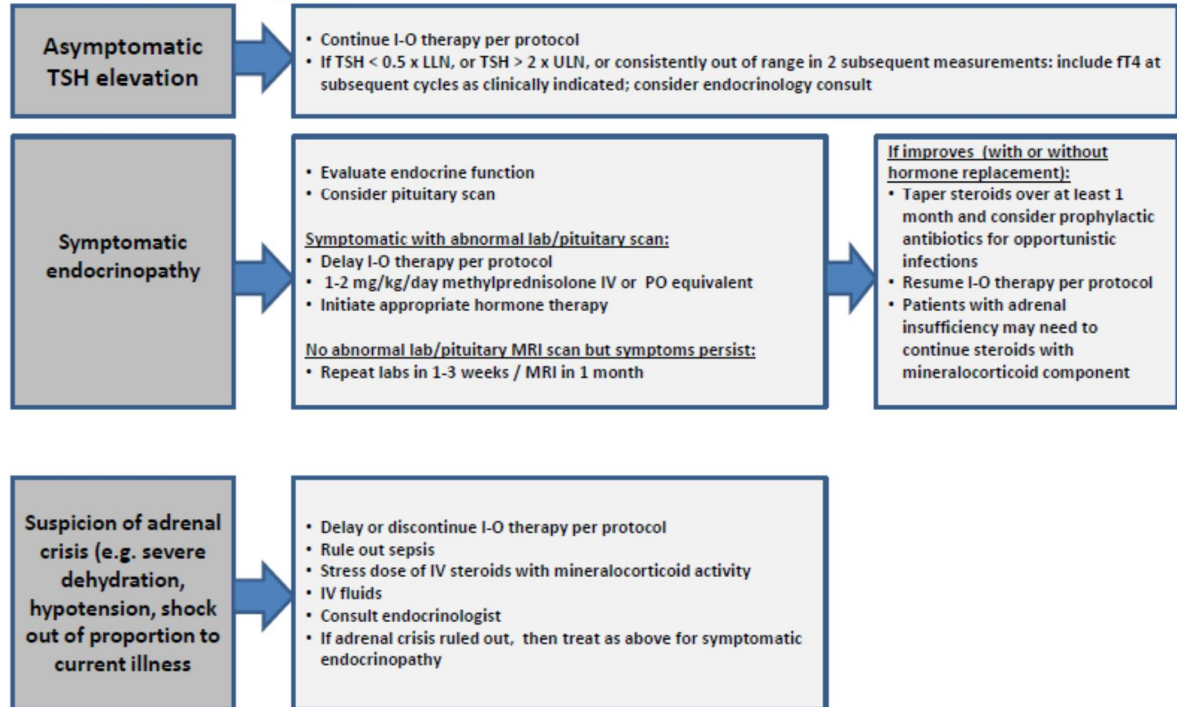 Asymptomatic
TSH elevation
• Continue I-O therapy per protocol
• If TSH < 0.5 x LLN, or TSH > 2 x ULN, or consistently out of range in 2 subsequent measurements: include fT4 at
subsequent cycles as clinically indicated; consider endocrinology consult
Symptomatic
endocrinopathy
• Evaluate endocrine function
• Consider pituitary scan
Symptomatic with abnormal lab/pituitary scan:
• Delay I-O therapy per protocol
• 1-2 mg/kg/day methylprednisolone IV or PO equivalent
• Initiate appropriate hormone therapy
No abnormal lab/pituitary MRI scan but symptoms persist:
• Repeat labs in 1-3 weeks / MRI in 1 month
If improves (with or without
hormone replacement):
• Taper steroids over at least 1
month and consider prophylactic
antibiotics for opportunistic
infections
• Resume I-O therapy per protocol
• Patients with adrenal
insufficiency may need to
continue steroids with
mineralocorticoid component
Suspicion of adrenal
crisis (e.g. severe
dehydration,
hypotension, shock
out of proportion to
current illness
• Delay or discontinue I-O therapy per protocol
• Rule out sepsis
• Stress dose of IV steroids with mineralocorticoid activity
• IV fluids
• Consult endocrinologist
• If adrenal crisis ruled out, then treat as above for symptomatic
endocrinopathy